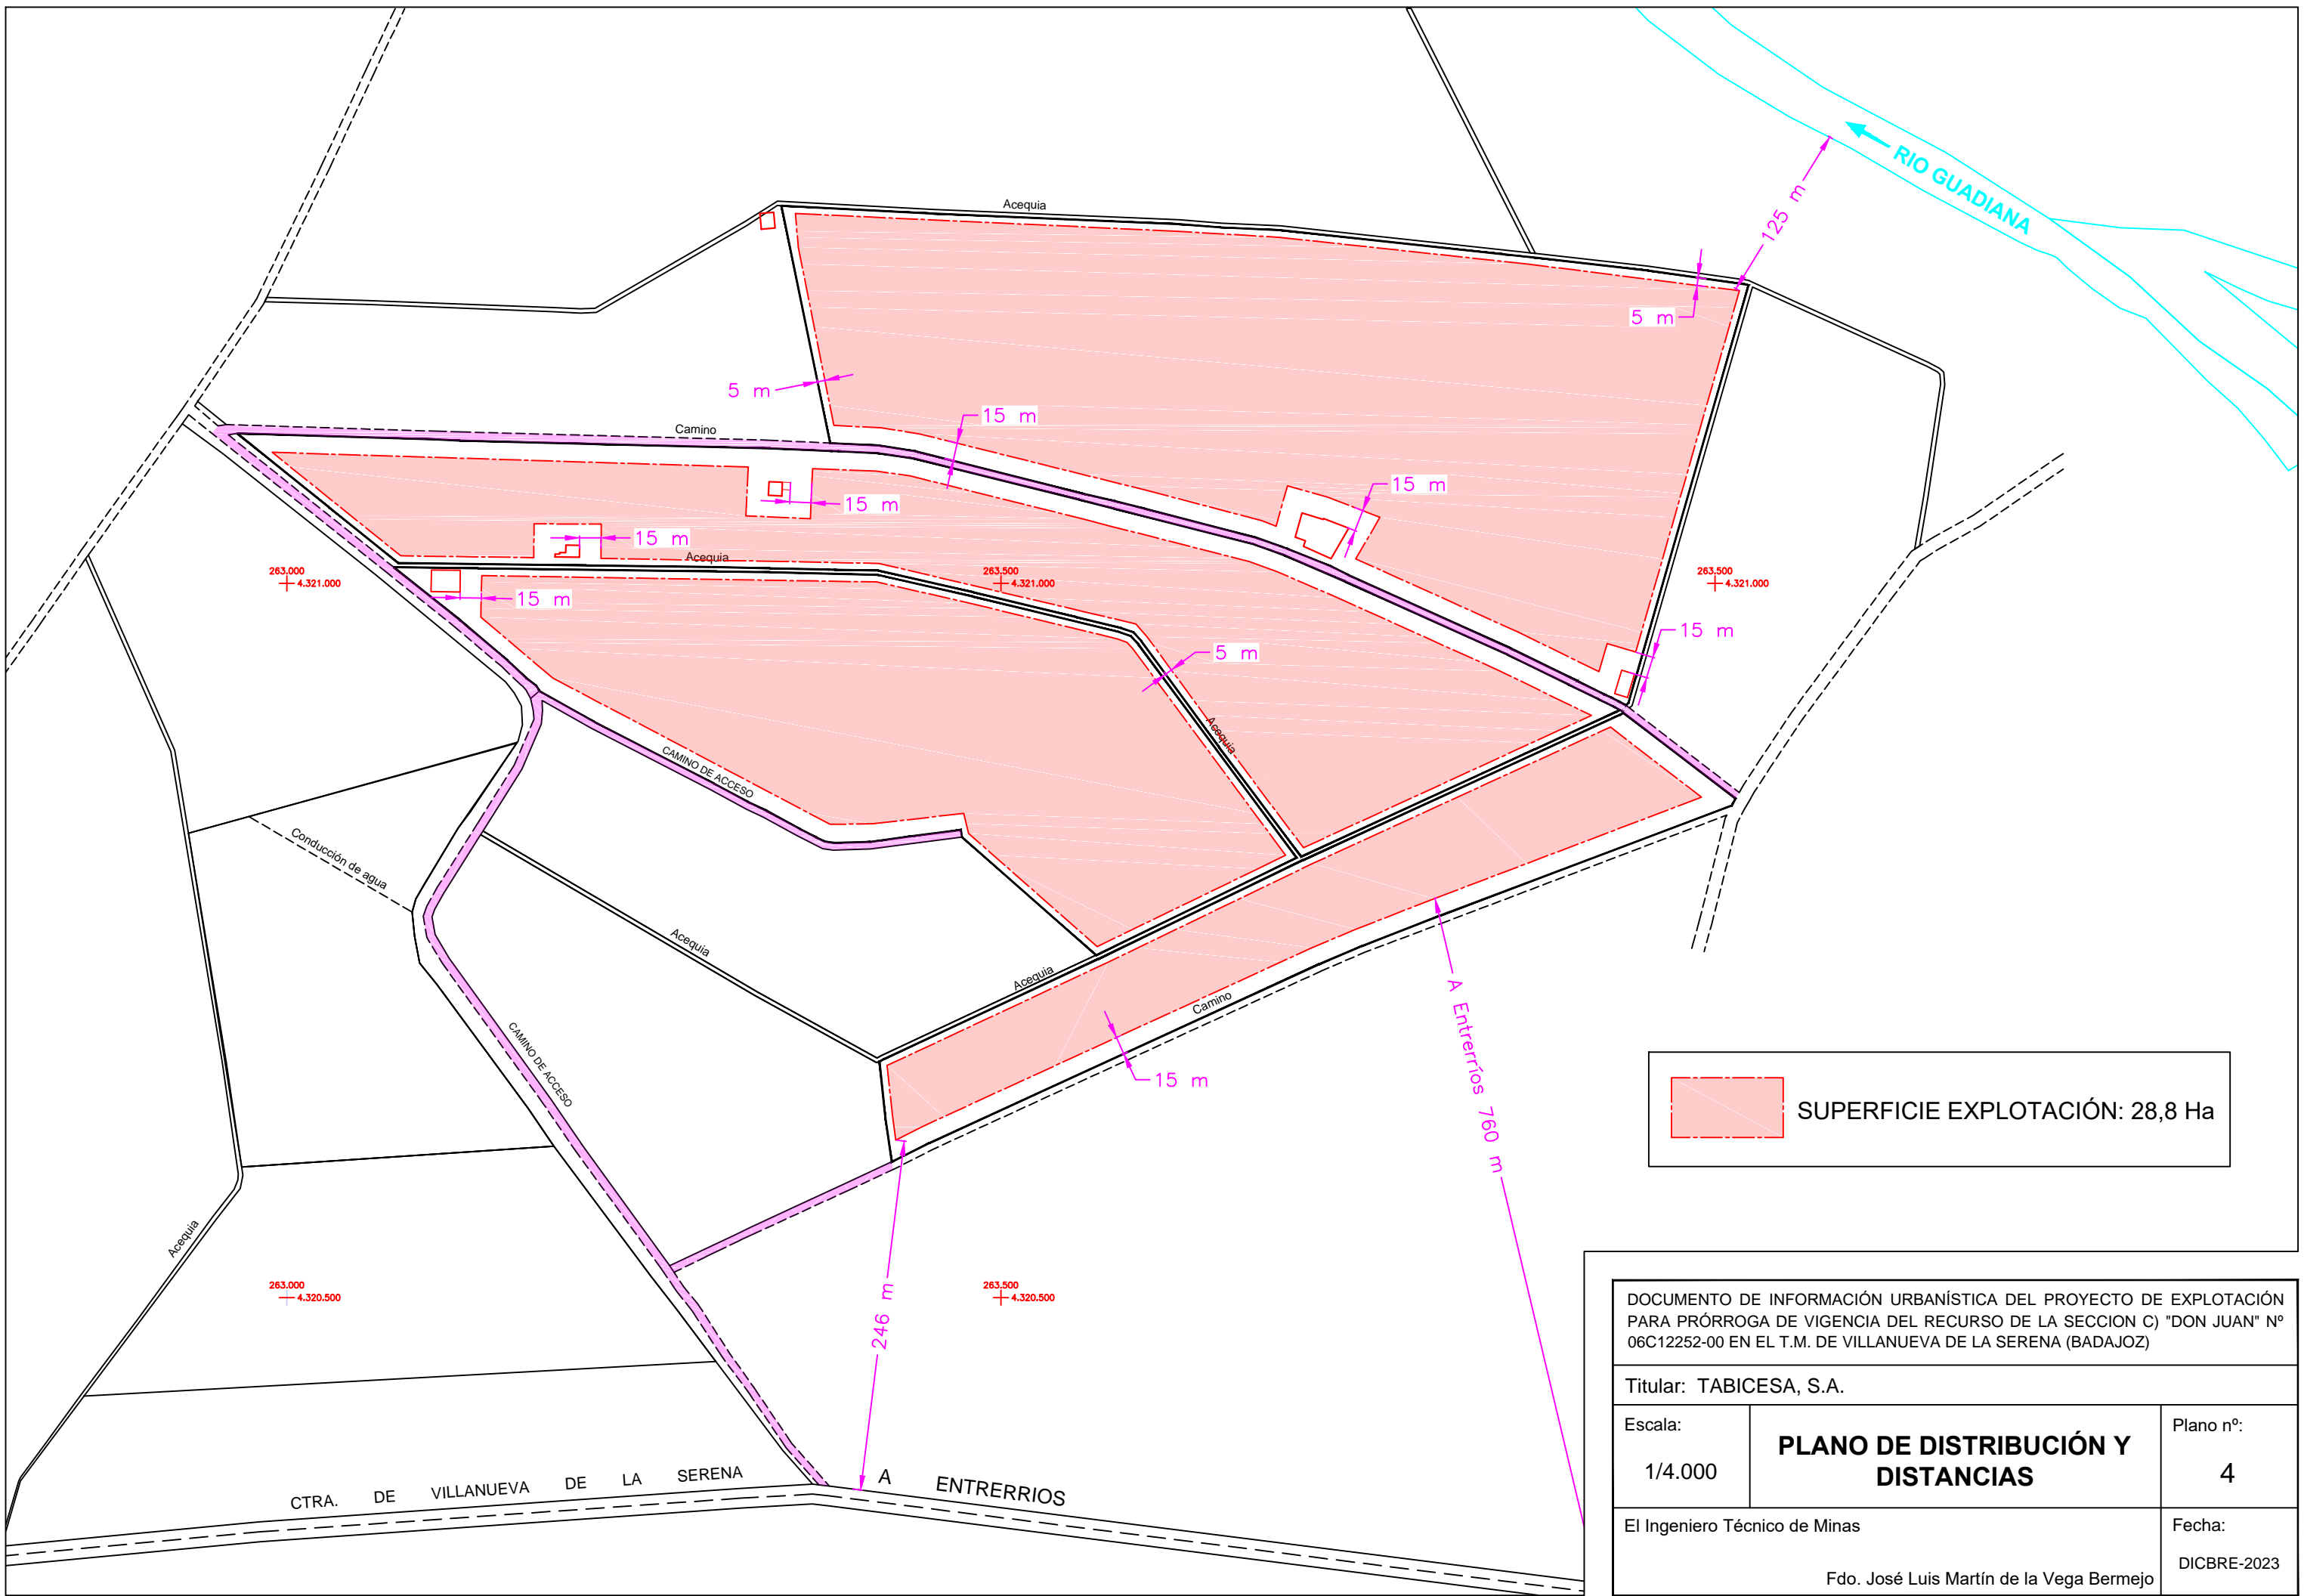 RIO GUADIANA
125 m
Acequia
5 m
5 m
15 m
Camino
15 m
15 m
15 m
Acequia
263.000
4.321.000
263.500
4.321.000
263.500
4.321.000
15 m
15 m
5 m
Acequia
CAMINO DE ACCESO
Conducción de agua
Acequia
Acequia
Camino
A Entrerríos 760 m
CAMINO DE ACCESO
15 m
SUPERFICIE EXPLOTACIÓN: 28,8 Ha
Acequia
263.000
4.320.500
263.500
4.320.500
246 m
CTRA. DE VILLANUEVA DE LA SERENA A ENTRERRIOS
DOCUMENTO DE INFORMACIÓN URBANÍSTICA DEL PROYECTO DE EXPLOTACIÓN
PARA PRÓRROGA DE VIGENCIA DEL RECURSO DE LA SECCION C) "DON JUAN" Nº
06C12252-00 EN EL T.M. DE VILLANUEVA DE LA SERENA (BADAJOZ)
Titular: TABICESA, S.A.
Escala:
1/4.000
PLANO DE DISTRIBUCIÓN Y
DISTANCIAS
Plano nº:
4
El Ingeniero Técnico de Minas
Fdo. José Luis Martín de la Vega Bermejo
Fecha:
DICBRE-2023